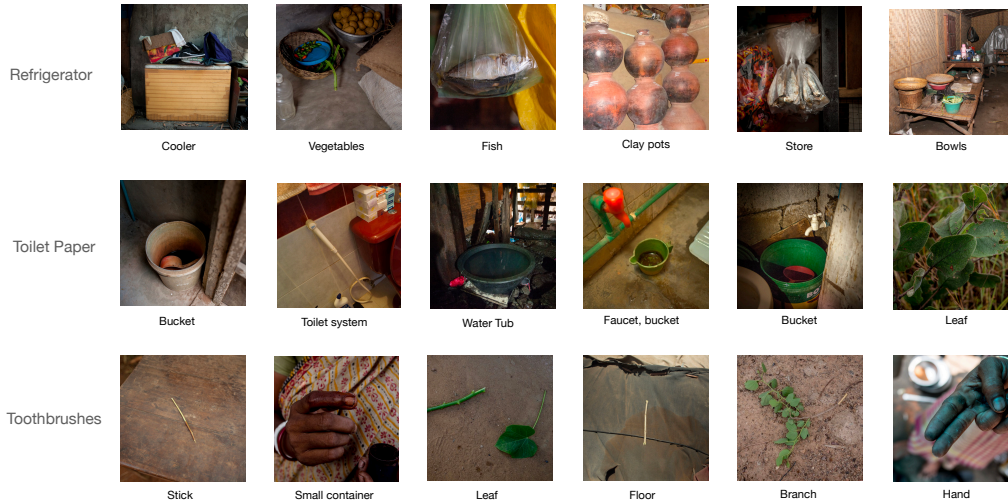 Refrigerator
Cooler
Vegetables
Fish
Clay pots
Store
Bowls
Toilet Paper
Bucket
Toilet system
Water Tub
Faucet, bucket
Bucket
Leaf
Toothbrushes
Stick
Small container
Leaf
Floor
Branch
Hand